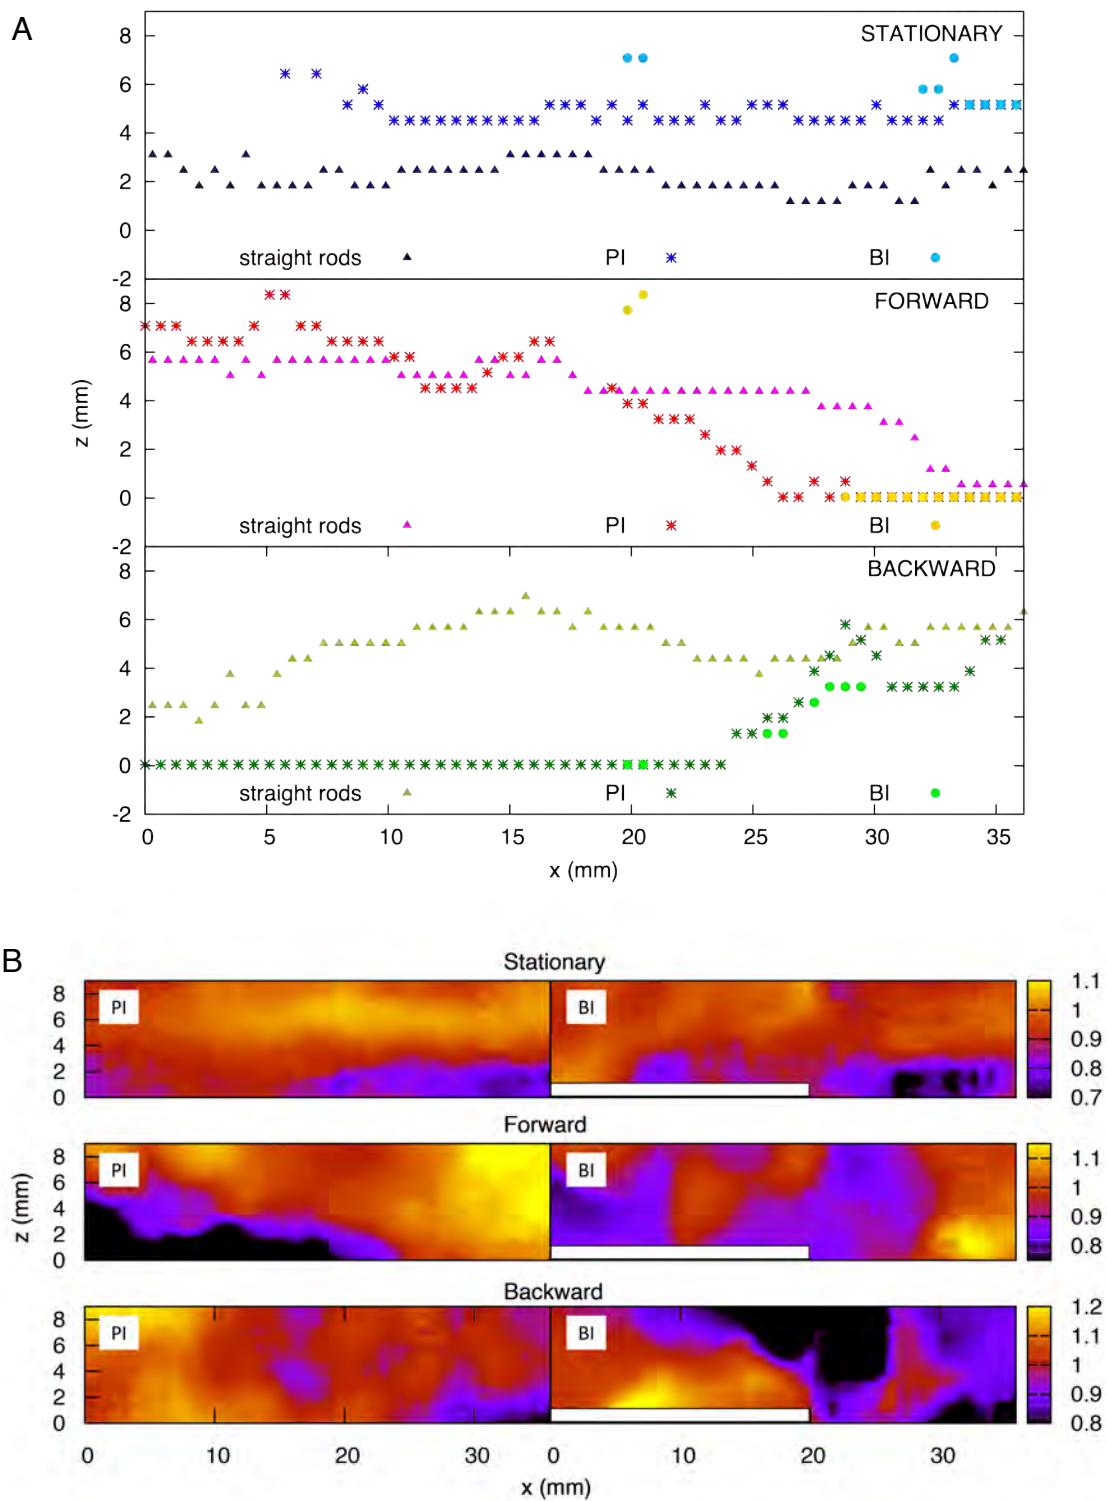 A
8
6
4
2
0
-2
STATIONARY
straight rods PI BI
8
6
4
2
0
-2
FORWARD
z (mm)
straight rods PI BI
8
6
4
2
0
-2
BACKWARD
straight rods PI BI
0 5 10 15 20 25 30 35
x (mm)
B
Stationary
8
6
4
2
0
PI BI
1.1
1
0.9
0.8
0.7
Forward
8
6
4
2
0
z (mm)
PI BI
1.1
1
0.9
0.8
Backward
8
6
4
2
0
PI BI
1.2
1.1
1
0.9
0.8
0 10 20 30 0 10 20 30
x (mm)